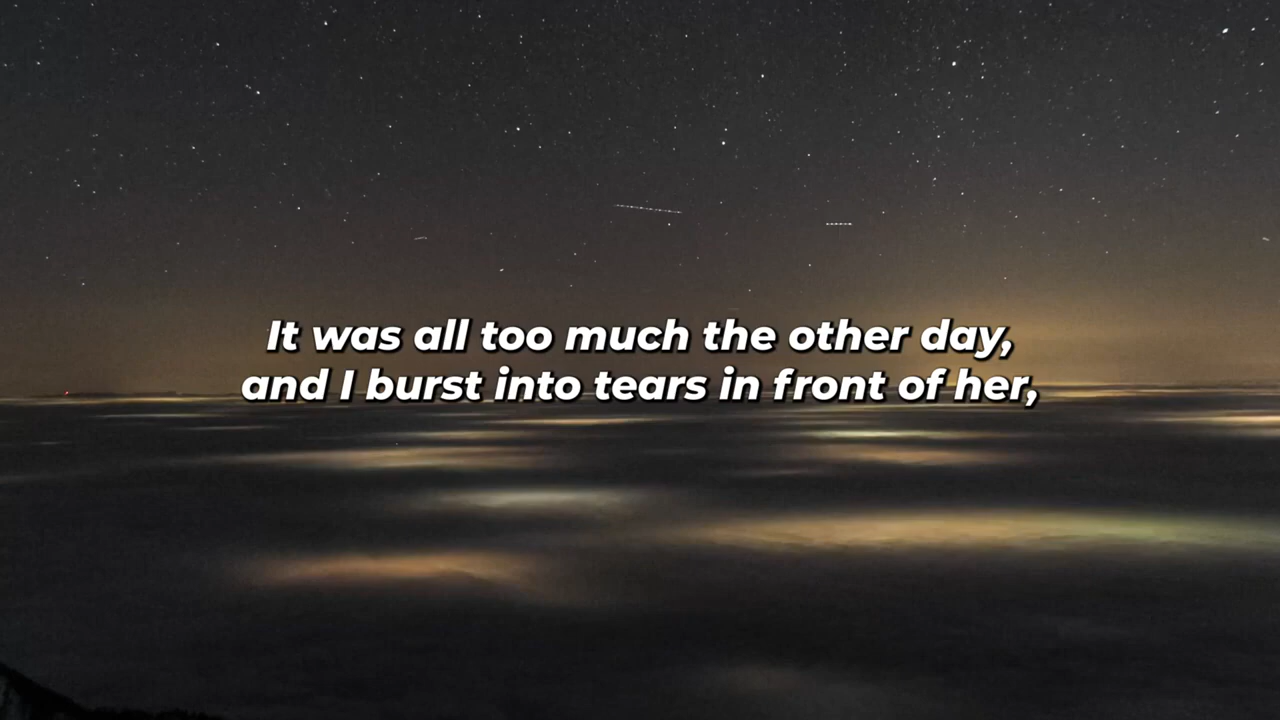 It was all too much the other day,
and I burst into tears in front of her,